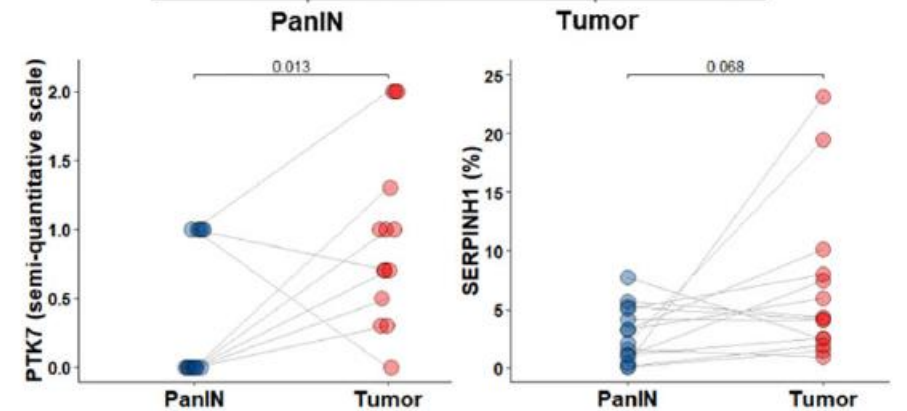 PanIN
Tumor
PTK7 (semi-quantitative scale)
0.013
2.0
1.5
1.0
0.5
0.0
PanIN
Tumor
SERPINH1 (%)
0.068
25
20
15
10
5
0
PanIN
Tumor